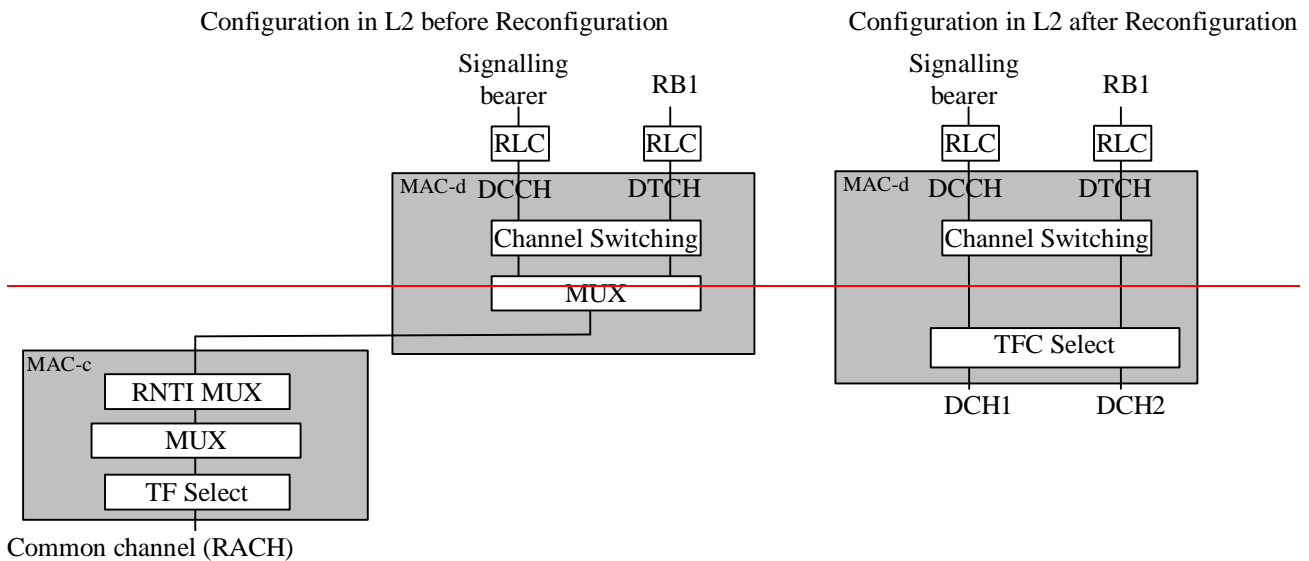 Configuration in L2 before Reconfiguration
Signalling
bearer
RB1
RLC
RLC
MAC-d
DCCH
DTCH
Channel Switching
MUX
MAC-c
RNTI MUX
MUX
TF Select
Common channel (RACH)
Configuration in L2 after Reconfiguration
Signalling
bearer
RB1
RLC
RLC
MAC-d
DCCH
DTCH
Channel Switching
TFC Select
DCH1
DCH2